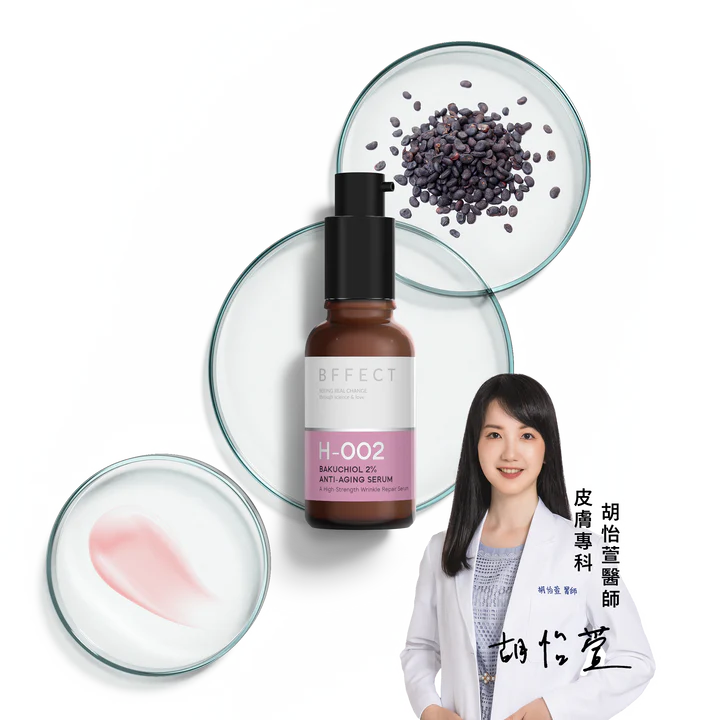 BFFECT
H-002
BAKUCHIOL 2%
ANTI-AGING SERUM
A High Strength Wrinkle Repair Serum
胡怡萱醫師
皮膚專科
胡怡萱 醫師
胡怡萱